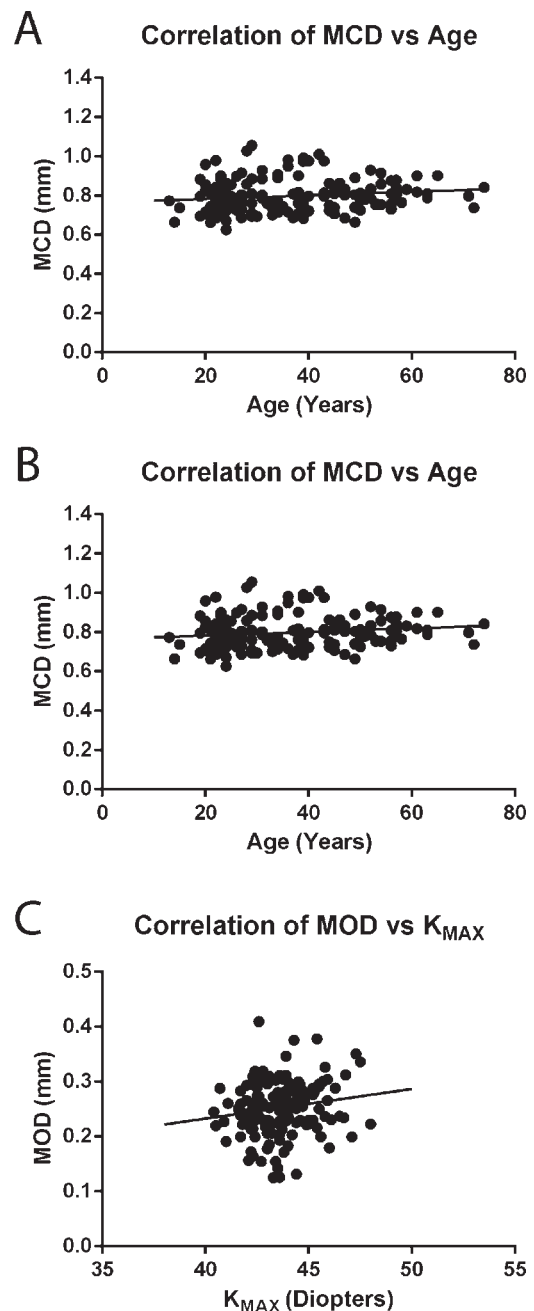 A
Correlation of MCD vs Age
1.4
1.2
1.0
0.8
0.6
0.4
0.2
0.0
MCD (mm)
0 20 40 60 80
Age (Years)
B
Correlation of MCD vs Age
1.4
1.2
1.0
0.8
0.6
0.4
0.2
0.0
MCD (mm)
0 20 40 60 80
Age (Years)
C
Correlation of MOD vs KMAX
0.5
0.4
0.3
0.2
0.1
0.0
MOD (mm)
35 40 45 50 55
KMAX (Diopters)